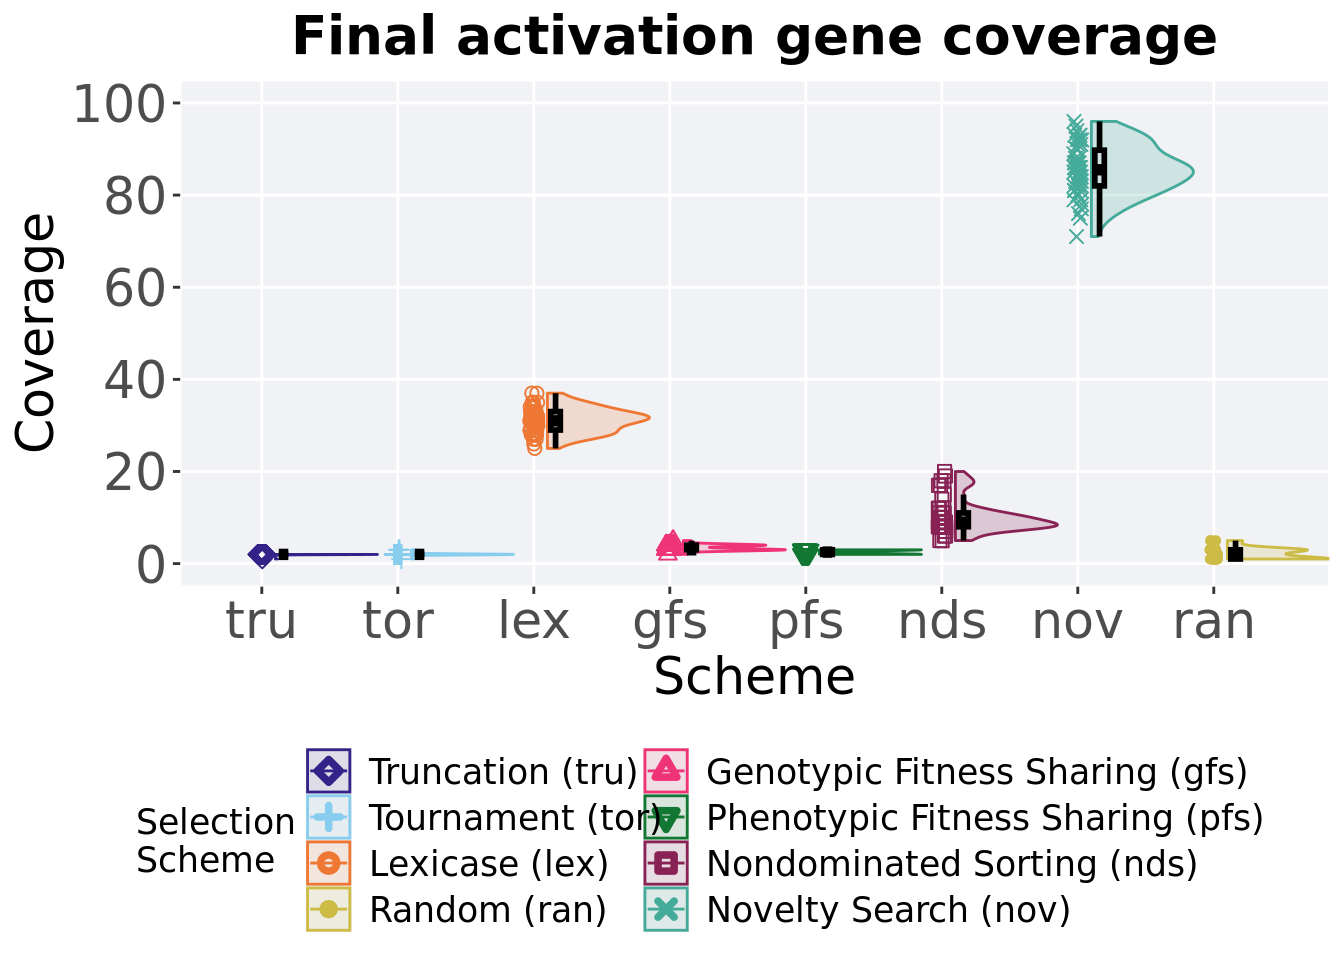 Final activation gene coverage
Coverage
100
80
60
40
20
0
tru tor lex gfs pfs nds nov ran
Scheme
Selection
Scheme
Truncation (tru)
Tournament (tor)
Lexicase (lex)
Random (ran)
Genotypic Fitness Sharing (gfs)
Phenotypic Fitness Sharing (pfs)
Nondominated Sorting (nds)
Novelty Search (nov)